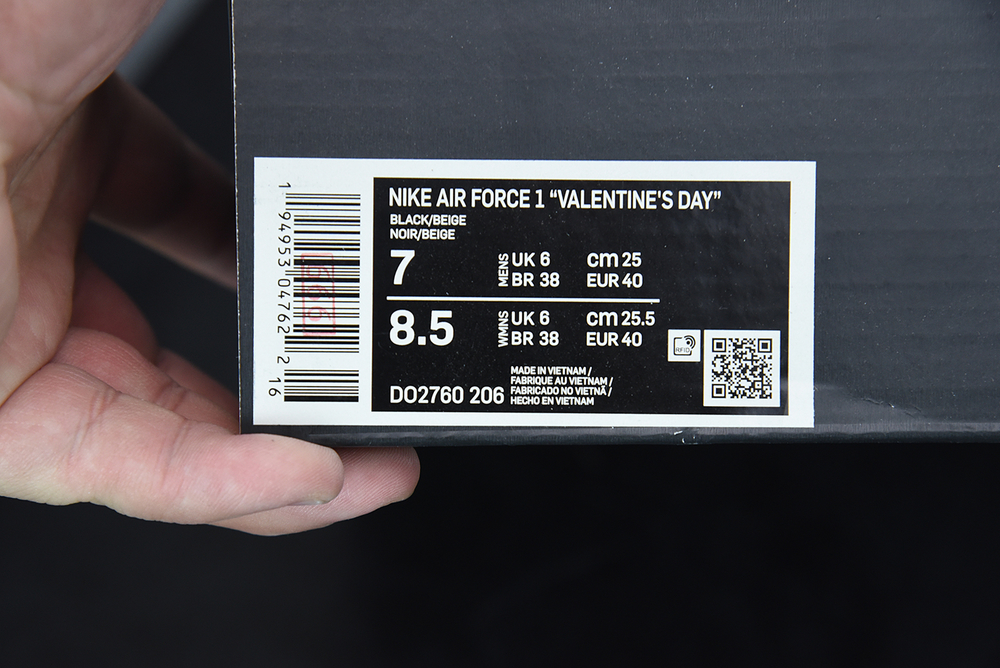 NIKE AIR FORCE 1 “VALENTINE'S DAY”
BLACK/BEIGE
NOIR/BEIGE
7 MENS UK 6 cm 25
BR 38 EUR 40
8.5 WMNS UK 6 cm 25.5
BR 38 EUR 40
RFID
MADE IN VIETNAM /
FABRIQUE AU VIETNAM /
FABRICADO NO VIETNÃ /
HECHO EN VIETNAM
DO2760 206
1 94953 04762 2 16